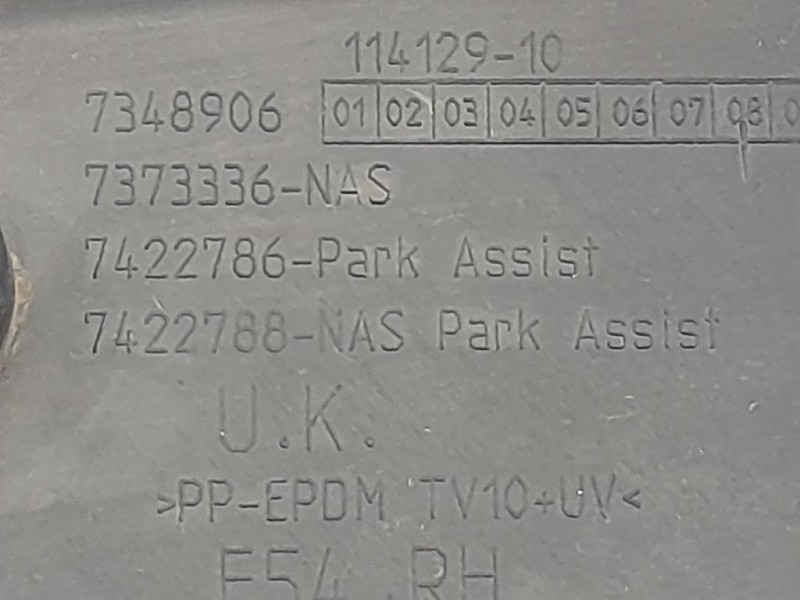 114129-10
7348906 01 02 03 04 05 06 07 08
7373336-NAS
7422786-Park Assist
7422788-NAS Park Assist
U.K.
>PP-EPDM TV10+UV<
F54 RH